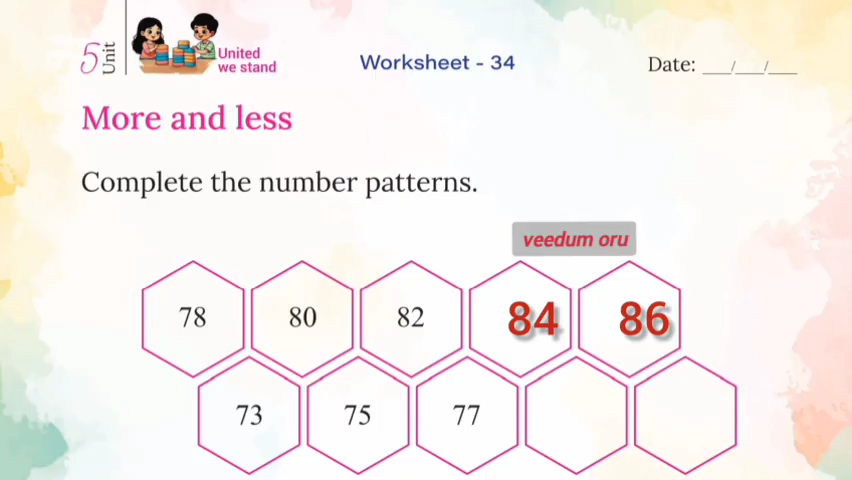 5 Unit
United
we stand
Worksheet - 34
Date: ___/___/___
More and less
Complete the number patterns.
veedum oru
78 80 82 84 86
73 75 77